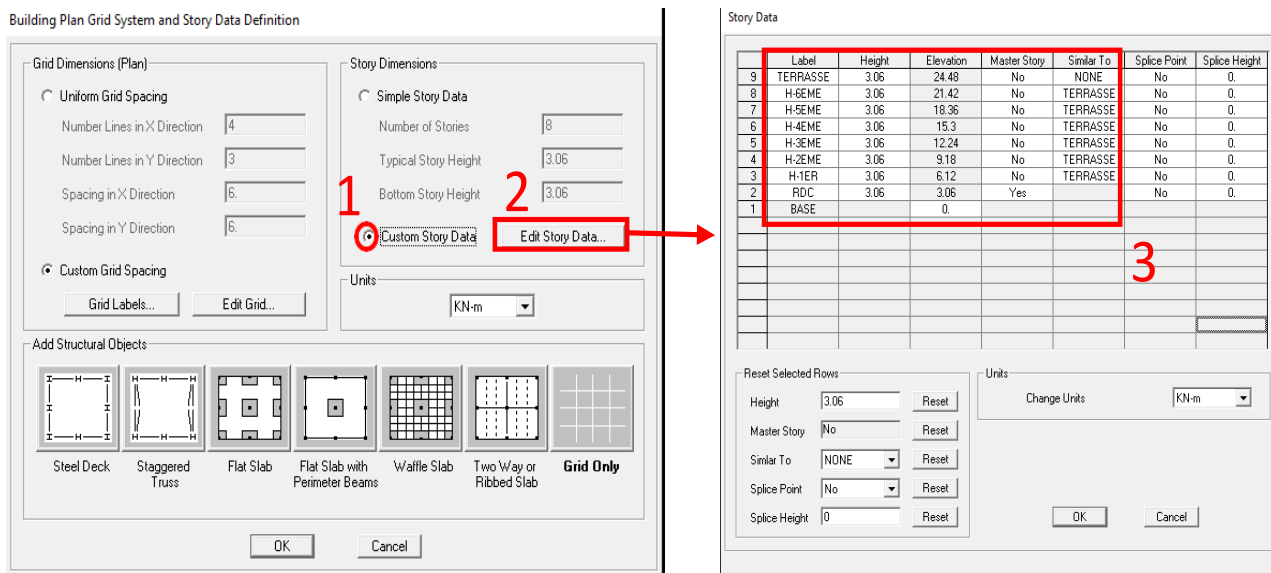 Building Plan Grid System and Story Data Definition
Grid Dimensions (Plan)
Uniform Grid Spacing
Number Lines in X Direction 4
Number Lines in Y Direction 3
Spacing in X Direction 6.
Spacing in Y Direction 6.
Custom Grid Spacing
Grid Labels... Edit Grid...
Story Dimensions
Simple Story Data
Number of Stories 8
Typical Story Height 3.06
Bottom Story Height 3.06
1 2
Custom Story Data Edit Story Data...
Units
KN-m
Add Structural Objects
Steel Deck
Staggered Truss
Flat Slab
Flat Slab with Perimeter Beams
Waffle Slab
Two Way or Ribbed Slab
Grid Only
OK Cancel
Story Data
Label Height Elevation Master Story Similar To Splice Point Splice Height
9 TERRASSE 3.06 24.48 No NONE No 0.
8 H-6EME 3.06 21.42 No TERRASSE No 0.
7 H-5EME 3.06 18.36 No TERRASSE No 0.
6 H-4EME 3.06 15.3 No TERRASSE No 0.
5 H-3EME 3.06 12.24 No TERRASSE No 0.
4 H-2EME 3.06 9.18 No TERRASSE No 0.
3 H-1ER 3.06 6.12 No TERRASSE No 0.
2 RDC 3.06 3.06 Yes No 0.
1 BASE 0.
3
Reset Selected Rows
Height 3.06 Reset
Master Story No Reset
Simlar To NONE Reset
Splice Point No Reset
Splice Height 0 Reset
Units
Change Units KN-m
OK Cancel